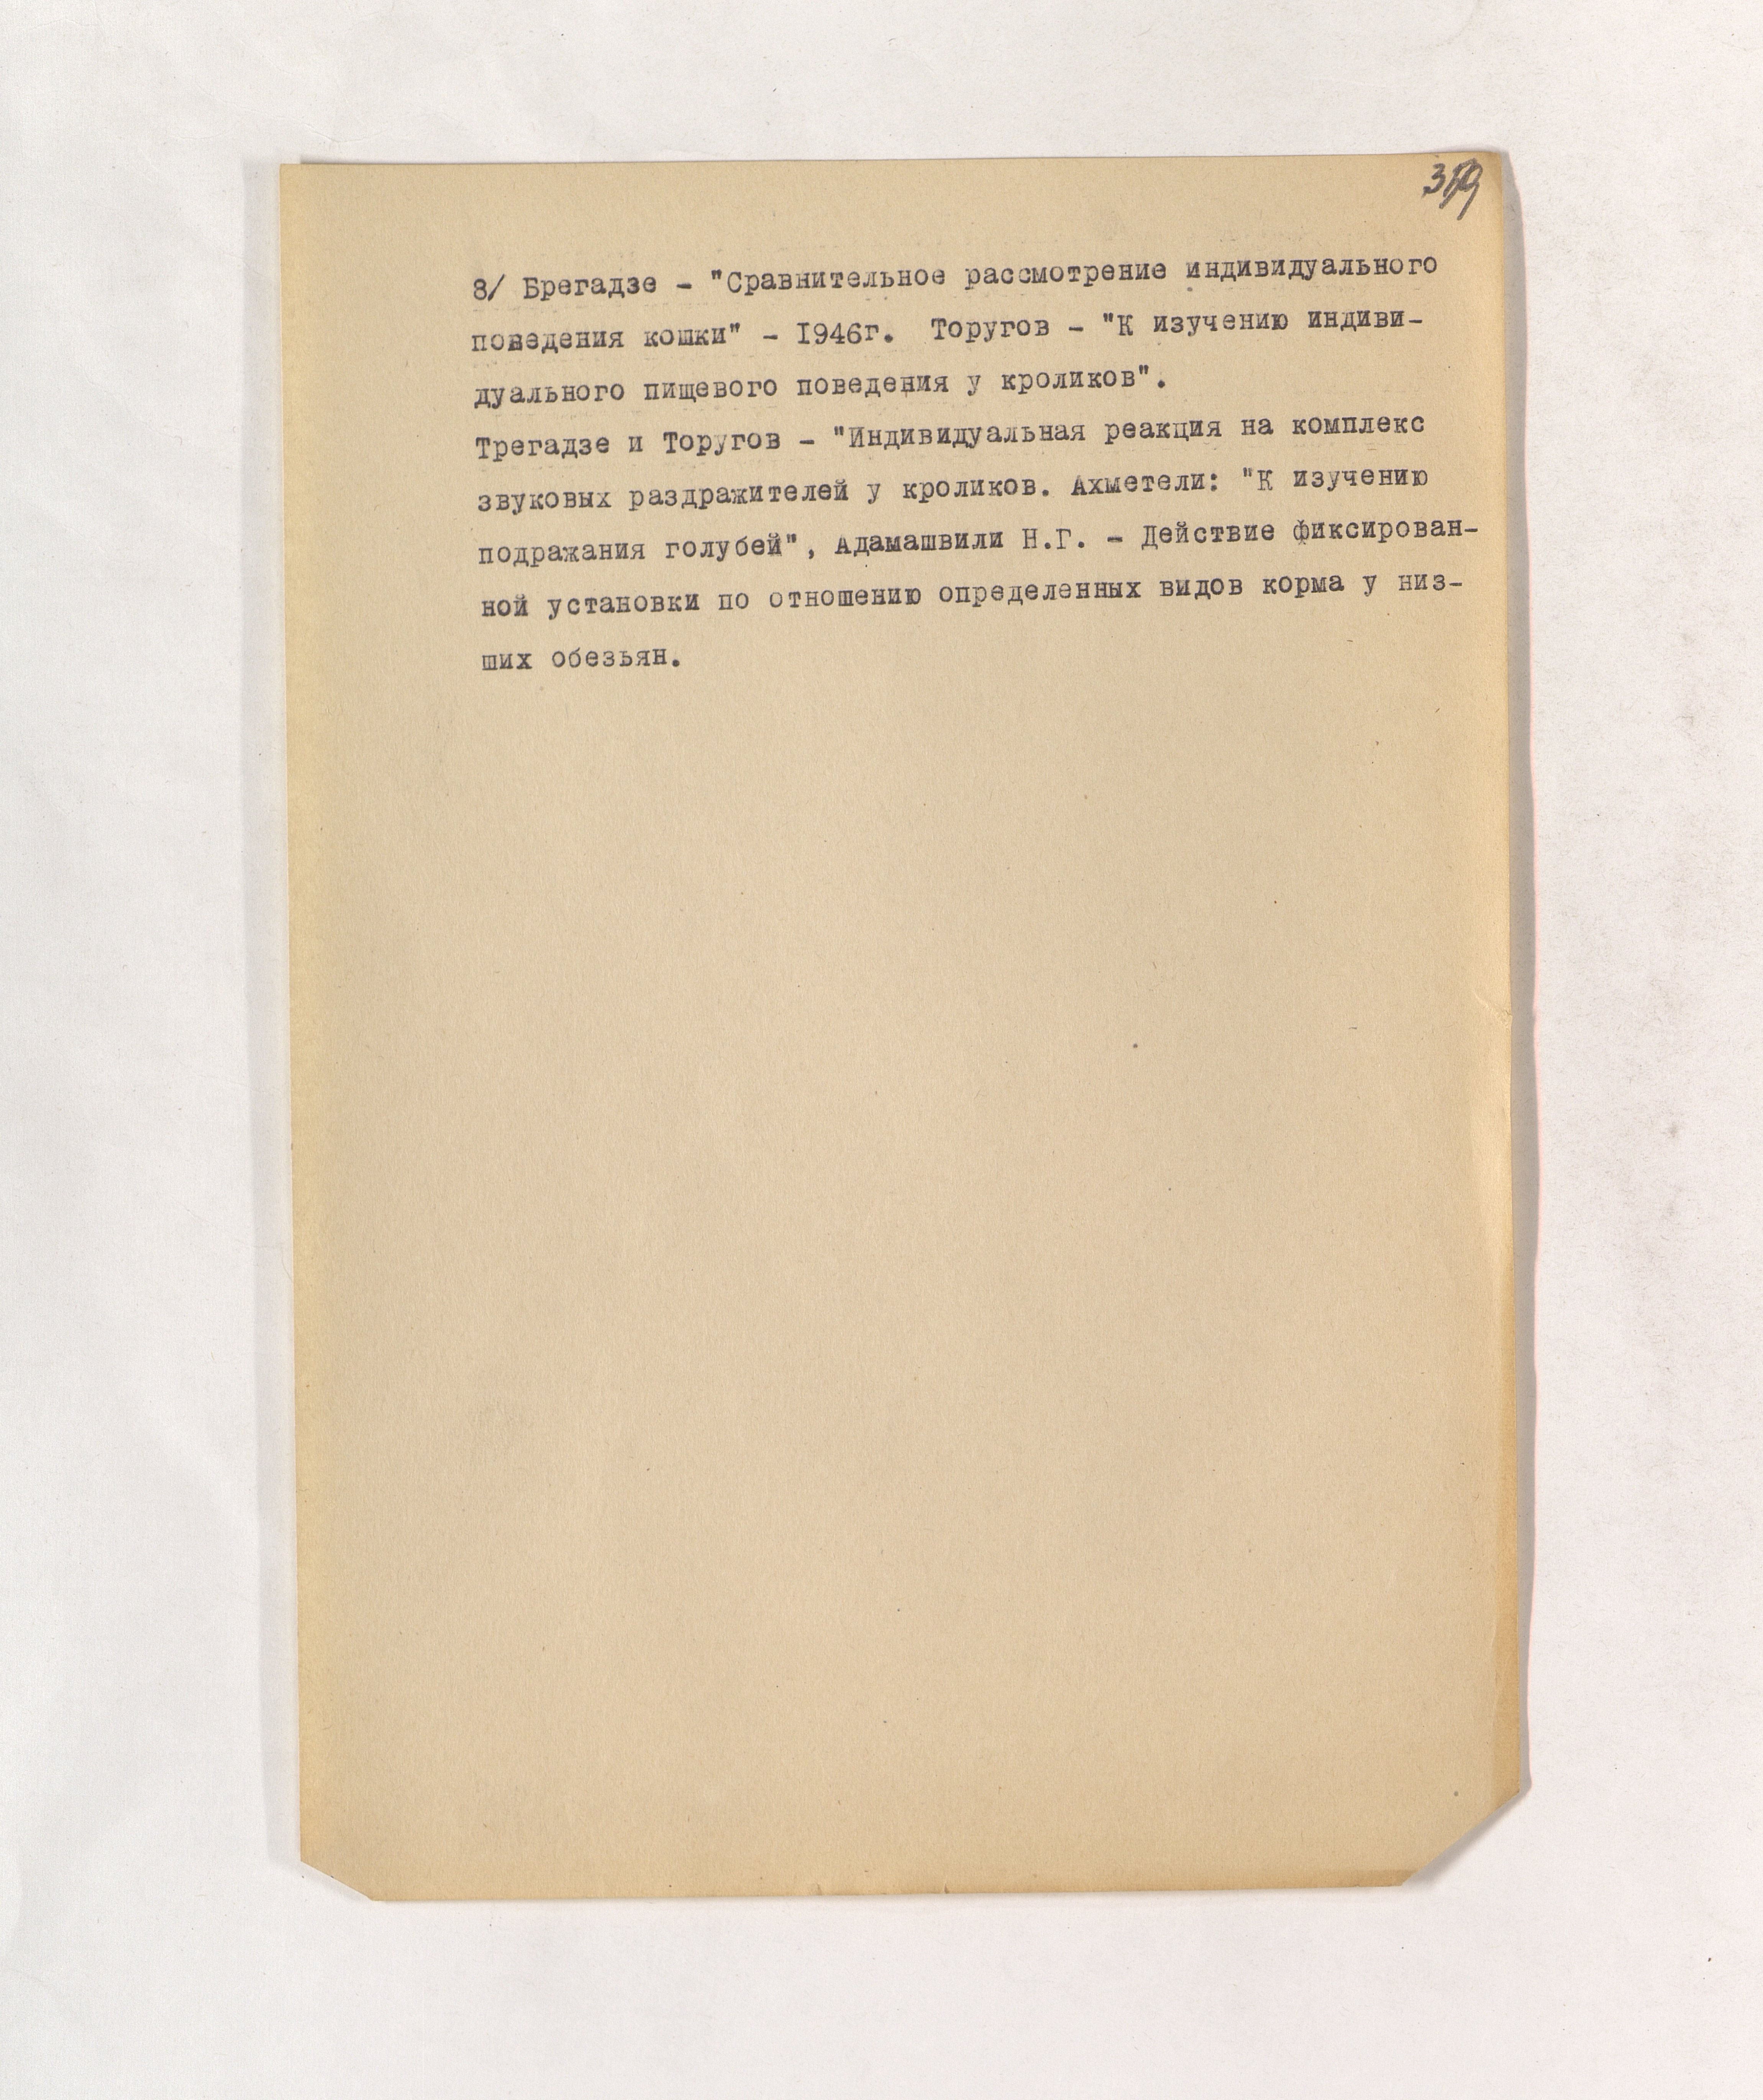 8/ Брегадзе - "Сравнительное рассмотрение индивидуального
поведения кошки" - 1946г. Торугов - "К изучению индиви-
дуального пищевого поведения у кроликов".
Трегадзе и Торугов - "Индивидуальная реакция на комплекс
звуковых раздражителей у кроликов. Ахметели: "К изучению
подражания голубей", Адамашвили Н.Г. - Действие фиксирован-
ной установки по отношению определенных видов корма у низ-
ших обезьян.